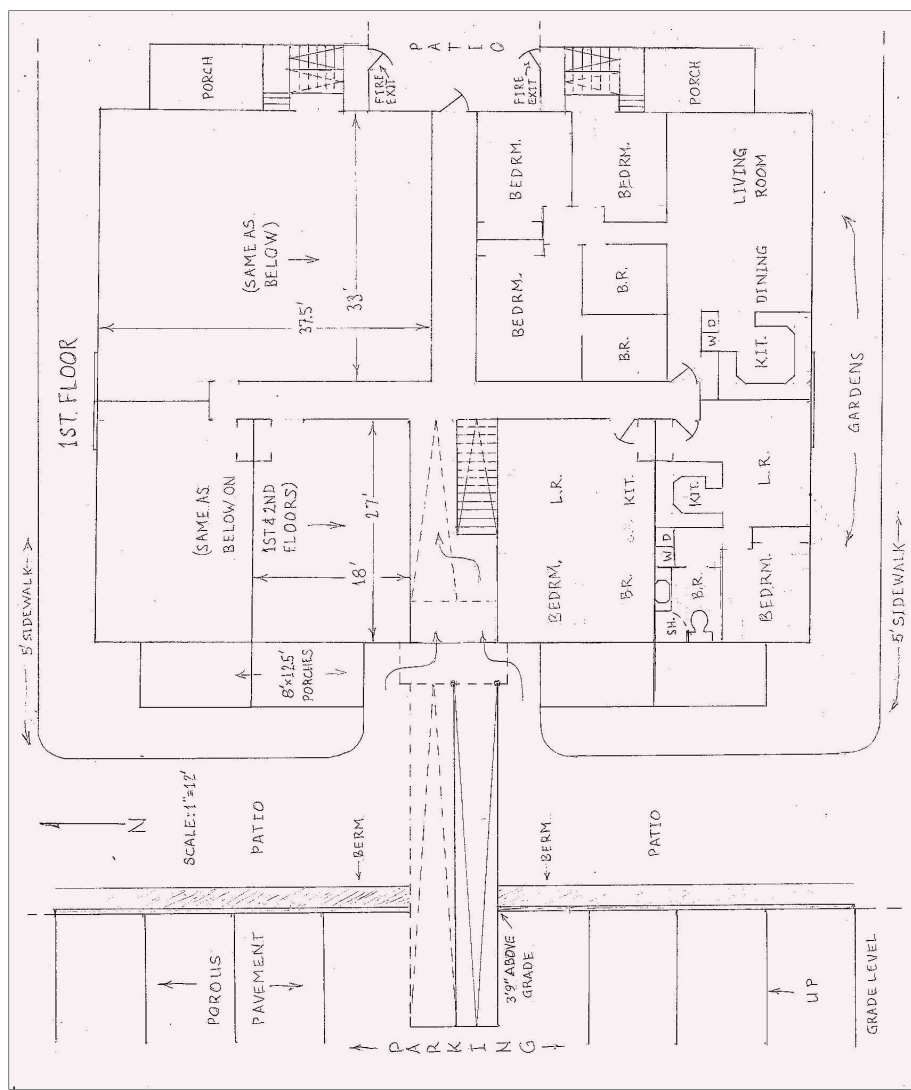 1ST. FLOOR
PATIO
PORCH
FIRE
EXIT
FIRE
EXIT
PORCH
(SAME AS
BELOW)
37.5'
33'
BEDRM.
BEDRM.
LIVING
ROOM
BEDRM.
B.R.
B.R.
DINING
W D
KIT.
GARDENS
(SAME AS
BELOW ON
1ST & 2ND
FLOORS)
27'
18'
L.R.
KIT.
BEDRM.
B.R.
KIT.
L.R.
W D
SH.
B.R.
BEDRM.
5' SIDEWALK
5' SIDEWALK
8'x12.5'
PORCHES
N
SCALE: 1"=12'
PATIO
BERM
BERM
PATIO
POROUS
PAVEMENT
3'9" ABOVE
GRADE
UP
GRADE LEVEL
PARKING